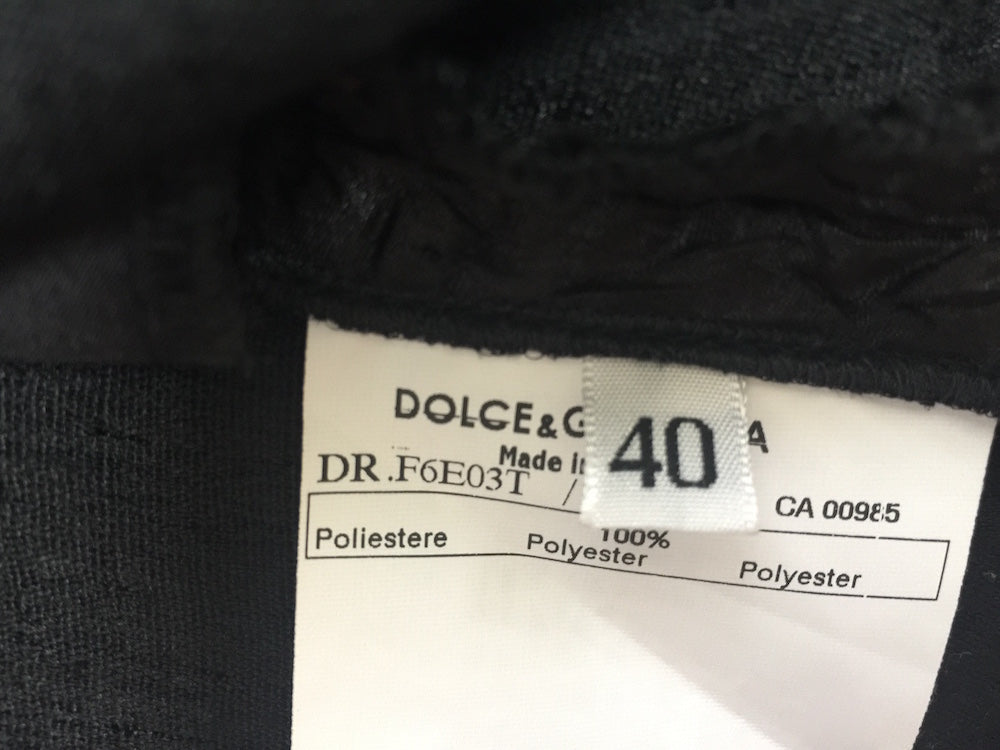 DOLCE & G A
Made in
40
DR.F6E03T /
CA 00985
100%
Poliestere Polyester Polyester